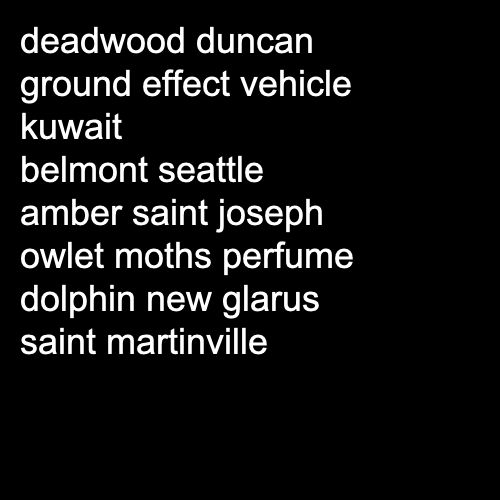 deadwood duncan
ground effect vehicle
kuwait
belmont seattle
amber saint joseph
owlet moths perfume
dolphin new glarus
saint martinville